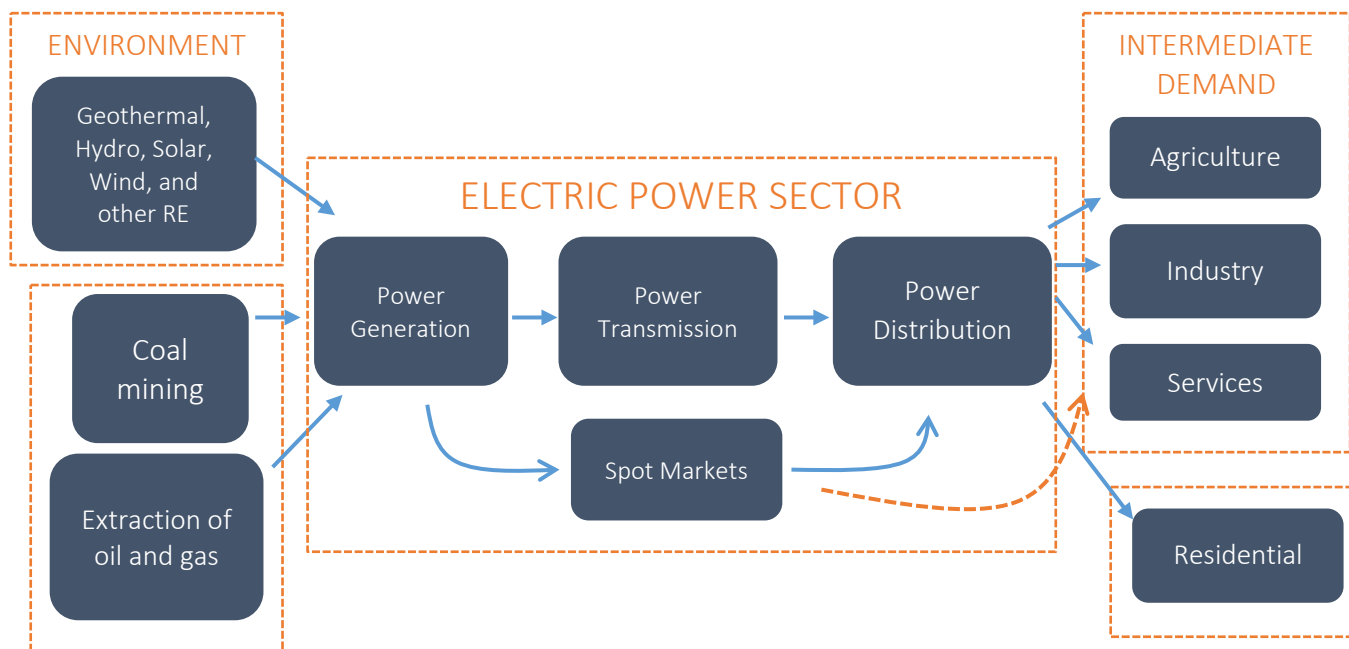 ENVIRONMENT
Geothermal,
Hydro, Solar,
Wind, and
other RE
Coal
mining
Extraction of
oil and gas
ELECTRIC POWER SECTOR
Power
Generation
Power
Transmission
Power
Distribution
Spot Markets
INTERMEDIATE
DEMAND
Agriculture
Industry
Services
Residential